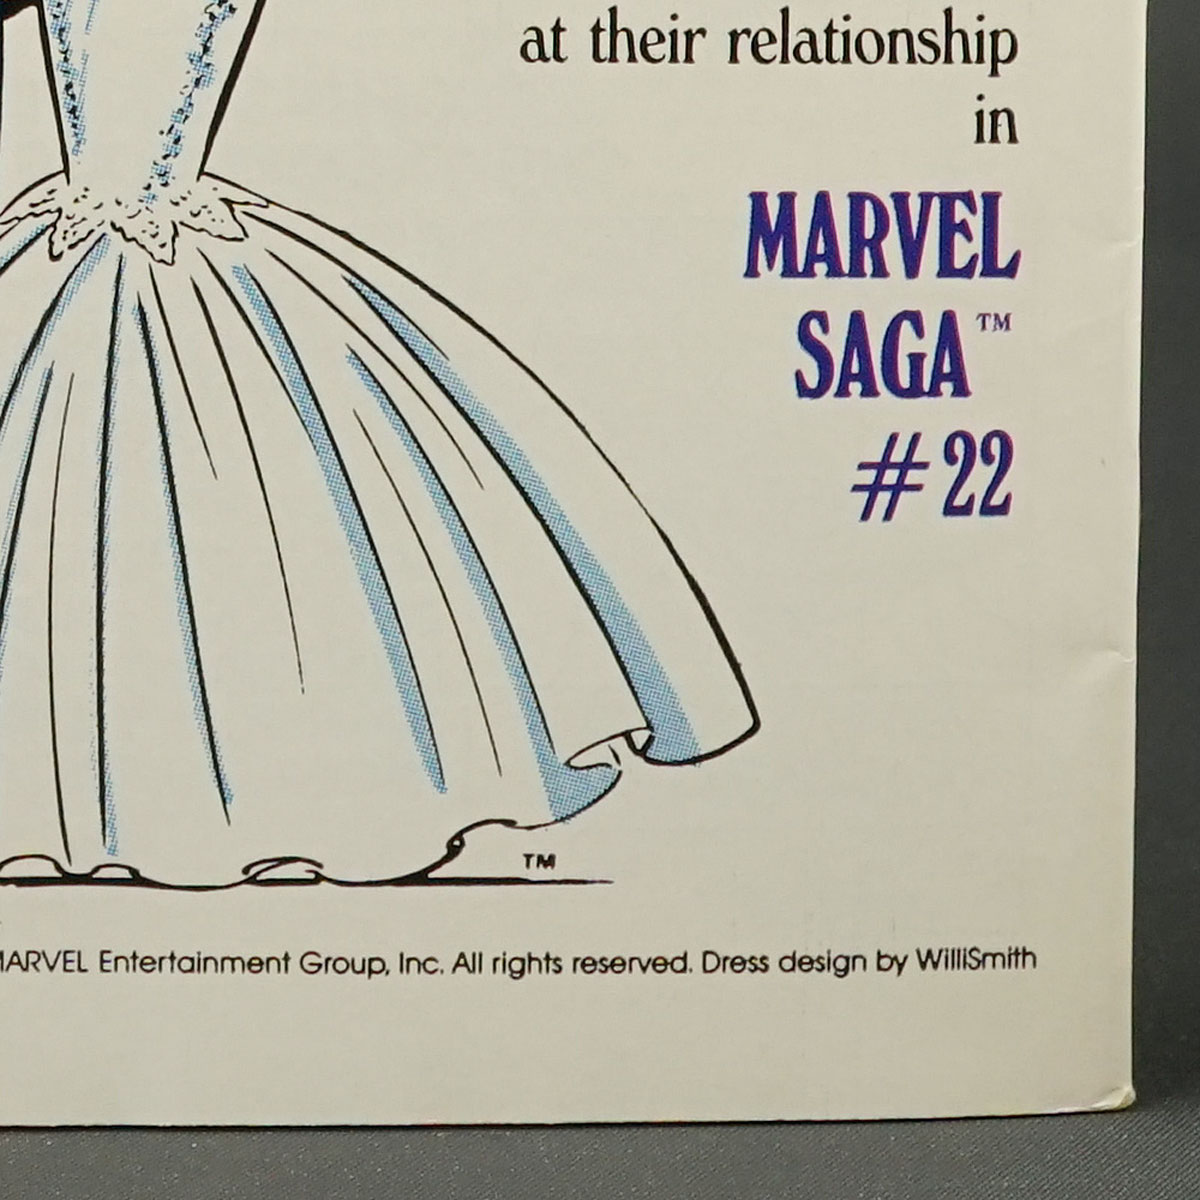 at their relationship
in
MARVEL
SAGA™
#22
TM
MARVEL Entertainment Group, Inc. All rights reserved. Dress design by WilliSmith